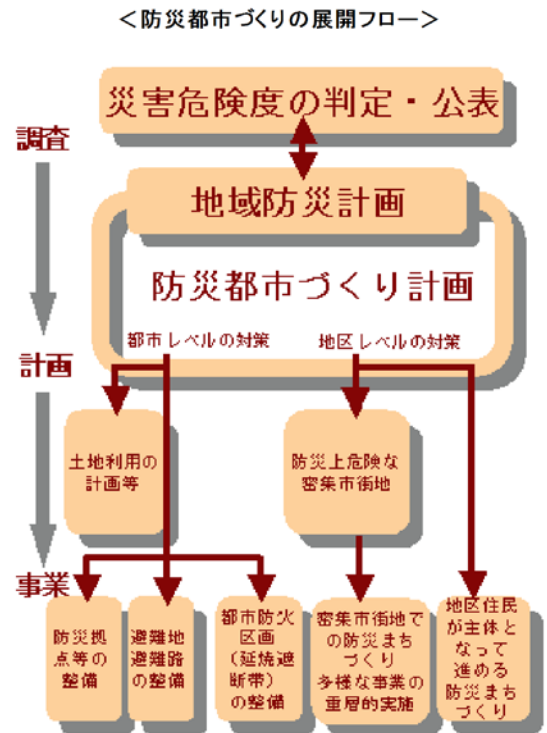 ＜防災都市づくりの展開フロー＞
災害危険度の判定・公表
調査
地域防災計画
防災都市づくり計画
都市レベルの対策
地区レベルの対策
計画
土地利用の
計画等
防災上危険な
密集市街地
事業
防災拠
点等の
整備
避難地
避難路
の整備
都市防火
区画
（延焼遮
断帯）
の整備
密集市街地で
の防災まち
づくり
多様な事業の
重層的実施
地区住民
が主体と
なって
進める
防災まち
づくり